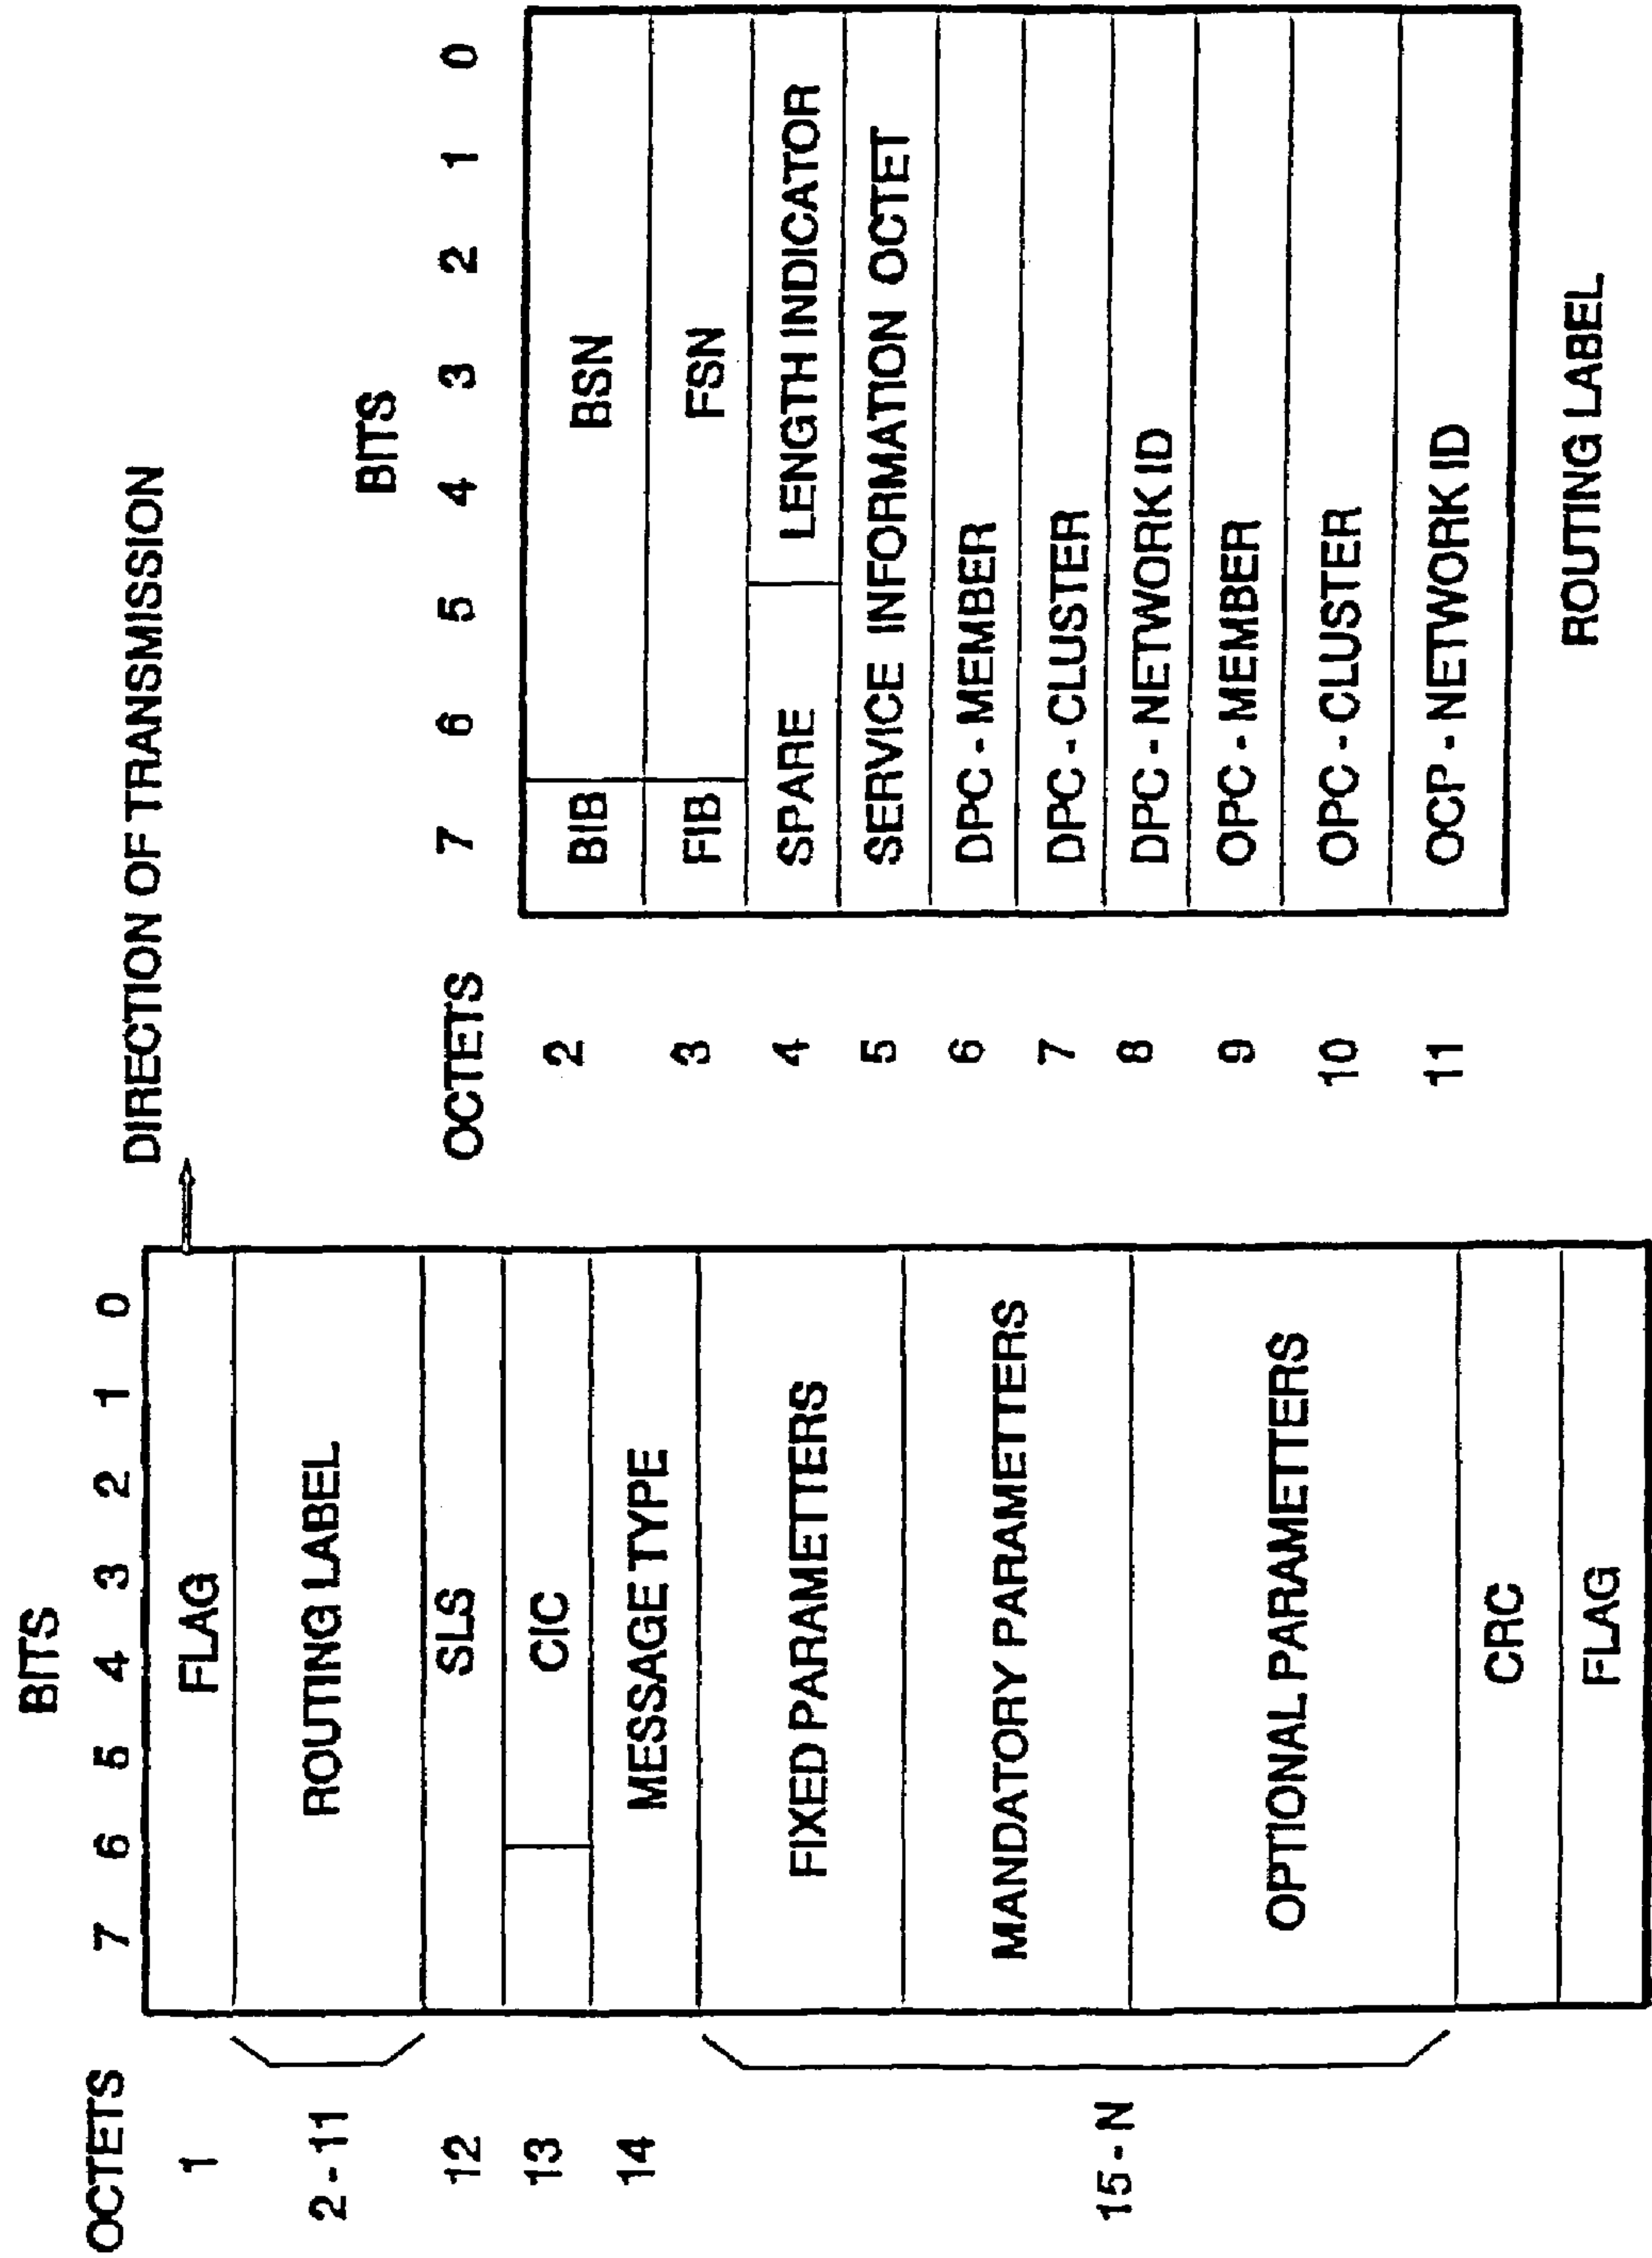 BITS
OCTETS 7 6 5 4 3 2 1 0
1 FLAG
DIRECTION OF TRANSMISSION
2 - 11 ROUTING LABEL
12 SLS
13 CIC
14 MESSAGE TYPE
15 - N
FIXED PARAMETTERS
MANDATORY PARAMETTERS
OPTIONAL PARAMETTERS
CRC
FLAG
BITS
OCTETS 7 6 5 4 3 2 1 0
2 BIB BSN
3 FIB FSN
4 SPARE LENGTH INDICATOR
5 SERVICE INFORMATION OCTET
6 DPC - MEMBER
7 DPC - CLUSTER
8 DPC - NETWORK ID
9 OPC - MEMBER
10 OPC - CLUSTER
11 OCP - NETWORK ID
ROUTING LABEL